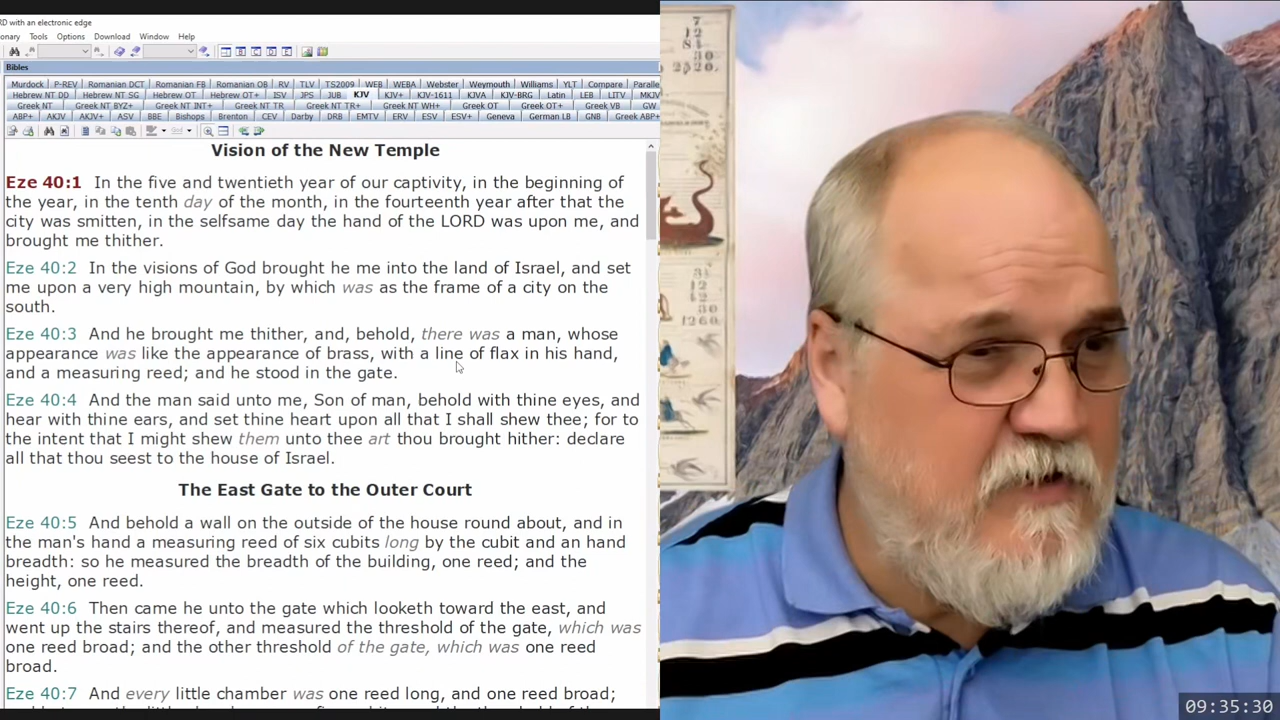 RD with an electronic edge
onary Tools Options Download Window Help
Bibles
Murdock P-REV Romanian DCT Romanian FB Romanian OB RV TLV TS2009 WEB WEBA Webster Weymouth Williams YLT Compare Paralle
Hebrew NT DD Hebrew NT SG Hebrew OT Hebrew OT+ ISV JPS JUB KJV KJV-1611 KJVA KJV-BRG Latin LEB LITV MKJV
Greek NT Greek NT BYZ+ Greek NT INT+ Greek NT TR Greek NT TR+ Greek NT WH+ Greek OT Greek OT+ Greek VB GW
ABP+ AKJV AKJV+ ASV BBE Bishops Brenton CEV Darby DRB EMTV ERV ESV ESV+ Geneva German LB GNB Greek ABP+
Vision of the New Temple
Eze 40:1 In the five and twentieth year of our captivity, in the beginning of
the year, in the tenth day of the month, in the fourteenth year after that the
city was smitten, in the selfsame day the hand of the LORD was upon me, and
brought me thither.
Eze 40:2 In the visions of God brought he me into the land of Israel, and set
me upon a very high mountain, by which was as the frame of a city on the
south.
Eze 40:3 And he brought me thither, and, behold, there was a man, whose
appearance was like the appearance of brass, with a line of flax in his hand,
and a measuring reed; and he stood in the gate.
Eze 40:4 And the man said unto me, Son of man, behold with thine eyes, and
hear with thine ears, and set thine heart upon all that I shall shew thee; for to
the intent that I might shew them unto thee art thou brought hither: declare
all that thou seest to the house of Israel.
The East Gate to the Outer Court
Eze 40:5 And behold a wall on the outside of the house round about, and in
the man's hand a measuring reed of six cubits long by the cubit and an hand
breadth: so he measured the breadth of the building, one reed; and the
height, one reed.
Eze 40:6 Then came he unto the gate which looketh toward the east, and
went up the stairs thereof, and measured the threshold of the gate, which was
one reed broad; and the other threshold of the gate, which was one reed
broad.
Eze 40:7 And every little chamber was one reed long, and one reed broad;
7
12
30
2520.
12
30
1260
09:35:30